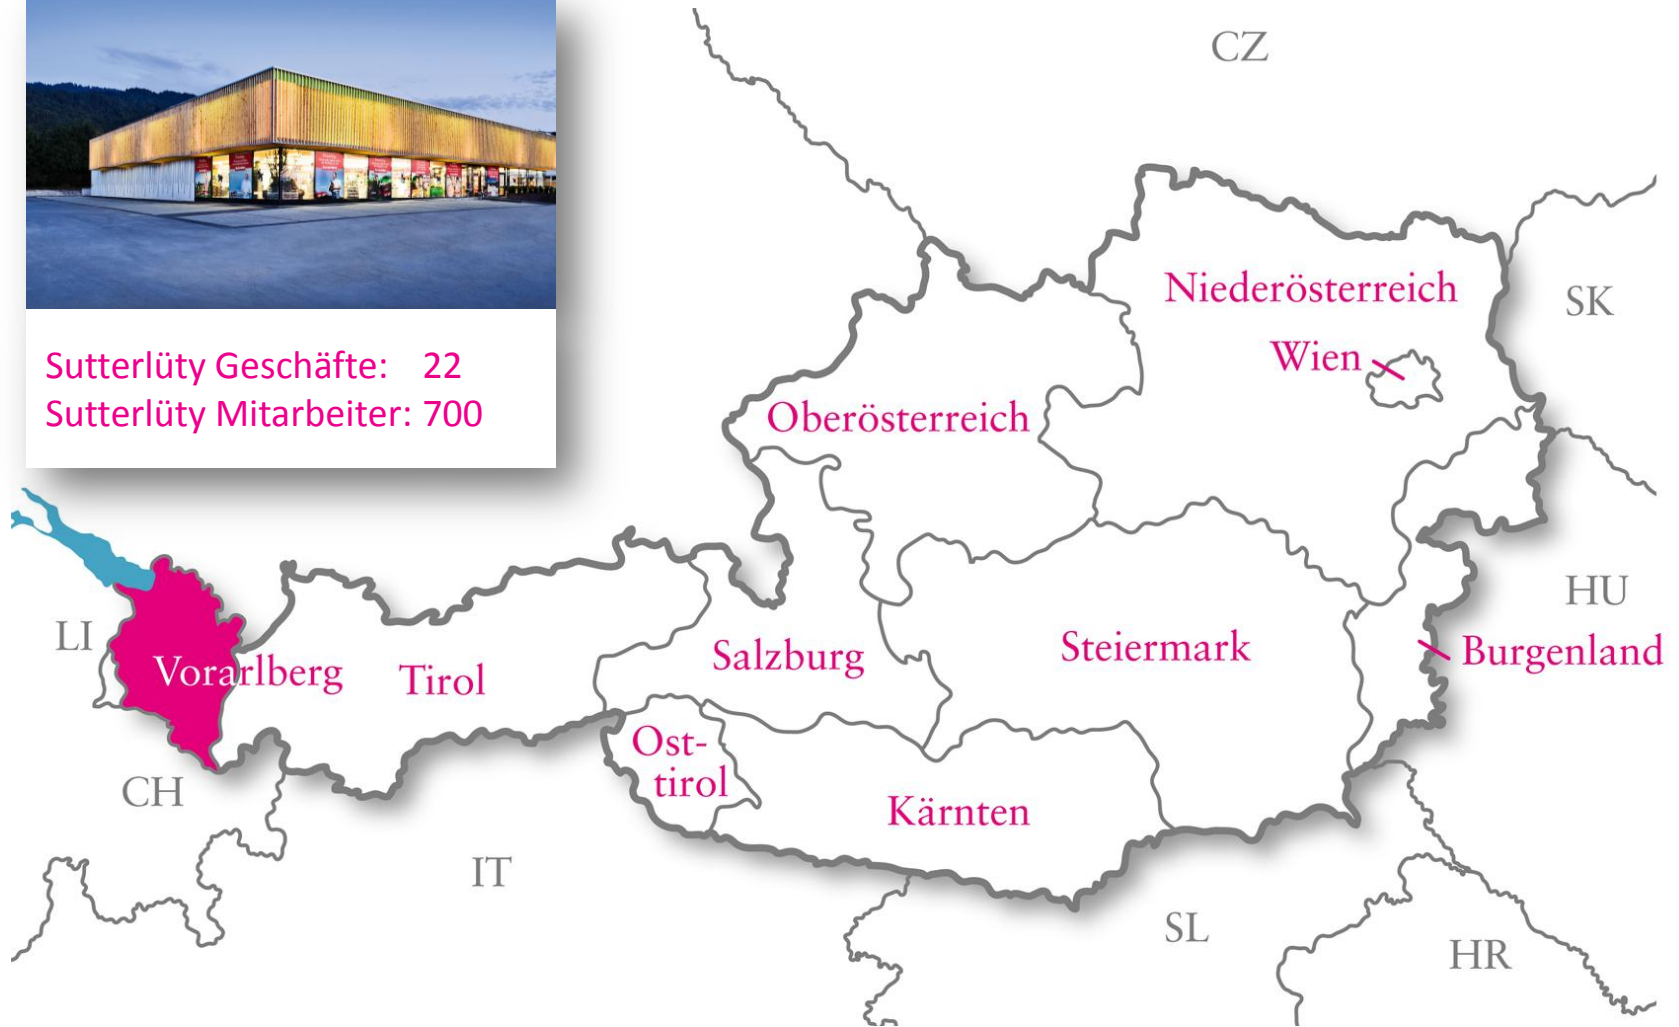 Sutterlüty Geschäfte: 22
Sutterlüty Mitarbeiter: 700
CZ
Niederösterreich
SK
Wien
Oberösterreich
HU
LI
Vorarlberg
Tirol
Salzburg
Steiermark
Burgenland
Ost-
tirol
CH
Kärnten
IT
SL
HR